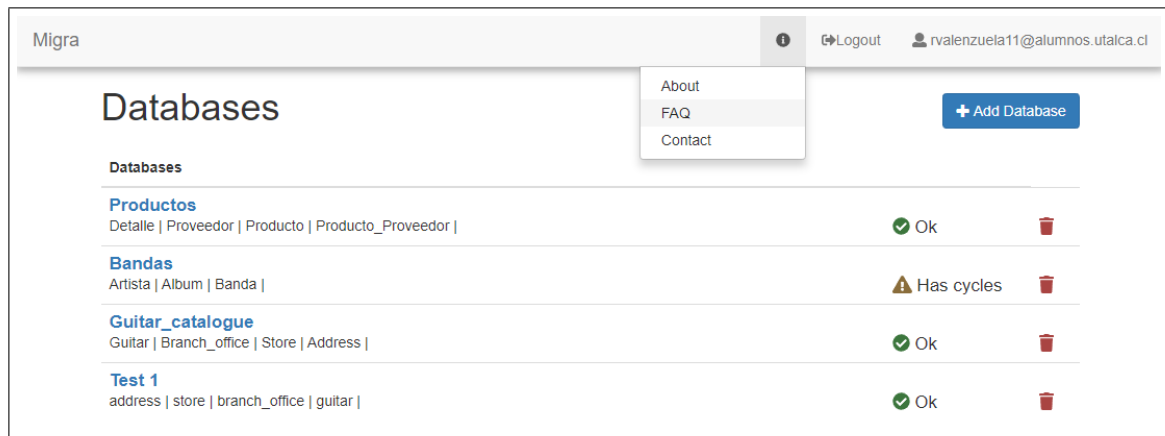 Migra Logout rvalenzuela11@alumnos.utalca.cl
About
FAQ
Contact
Databases
Add Database
Databases
Productos
Detalle | Proveedor | Producto | Producto_Proveedor |
Ok
Bandas
Artista | Album | Banda |
Has cycles
Guitar_catalogue
Guitar | Branch_office | Store | Address |
Ok
Test 1
address | store | branch_office | guitar |
Ok